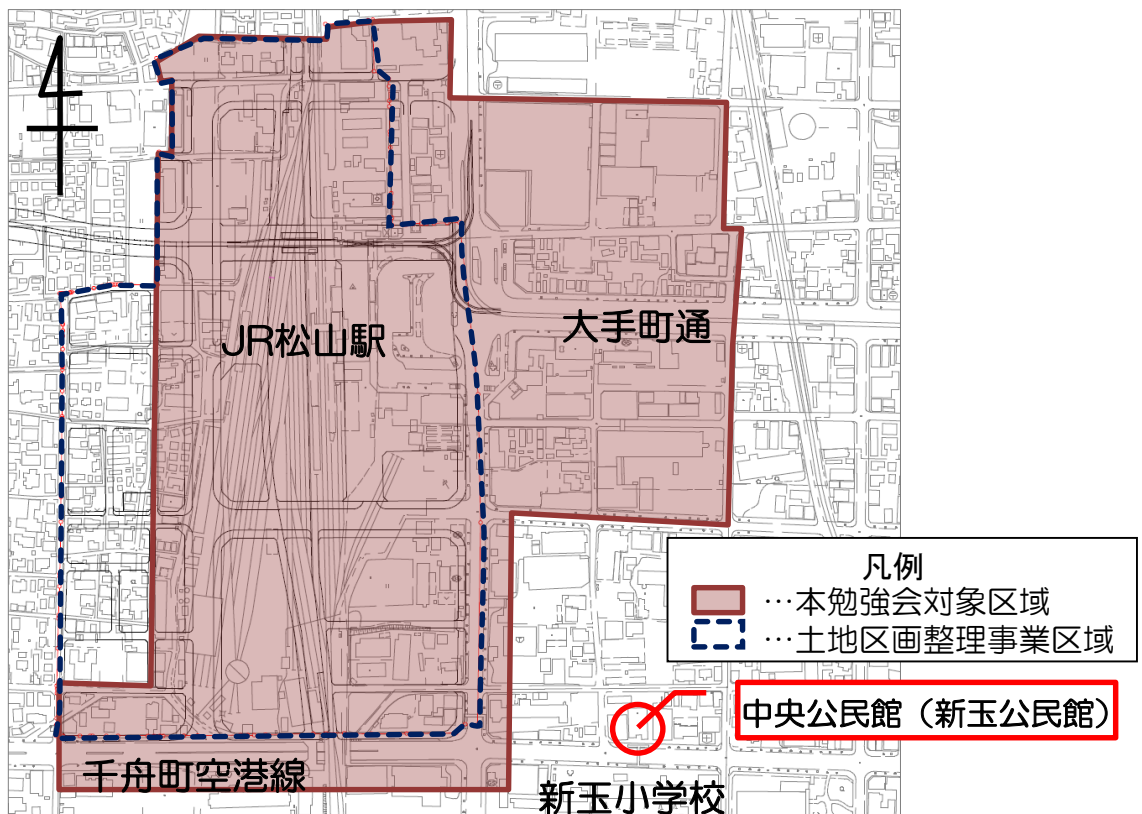 JR松山駅
大手町通
凡例
…本勉強会対象区域
…土地区画整理事業区域
中央公民館（新玉公民館）
千舟町空港線
新玉小学校